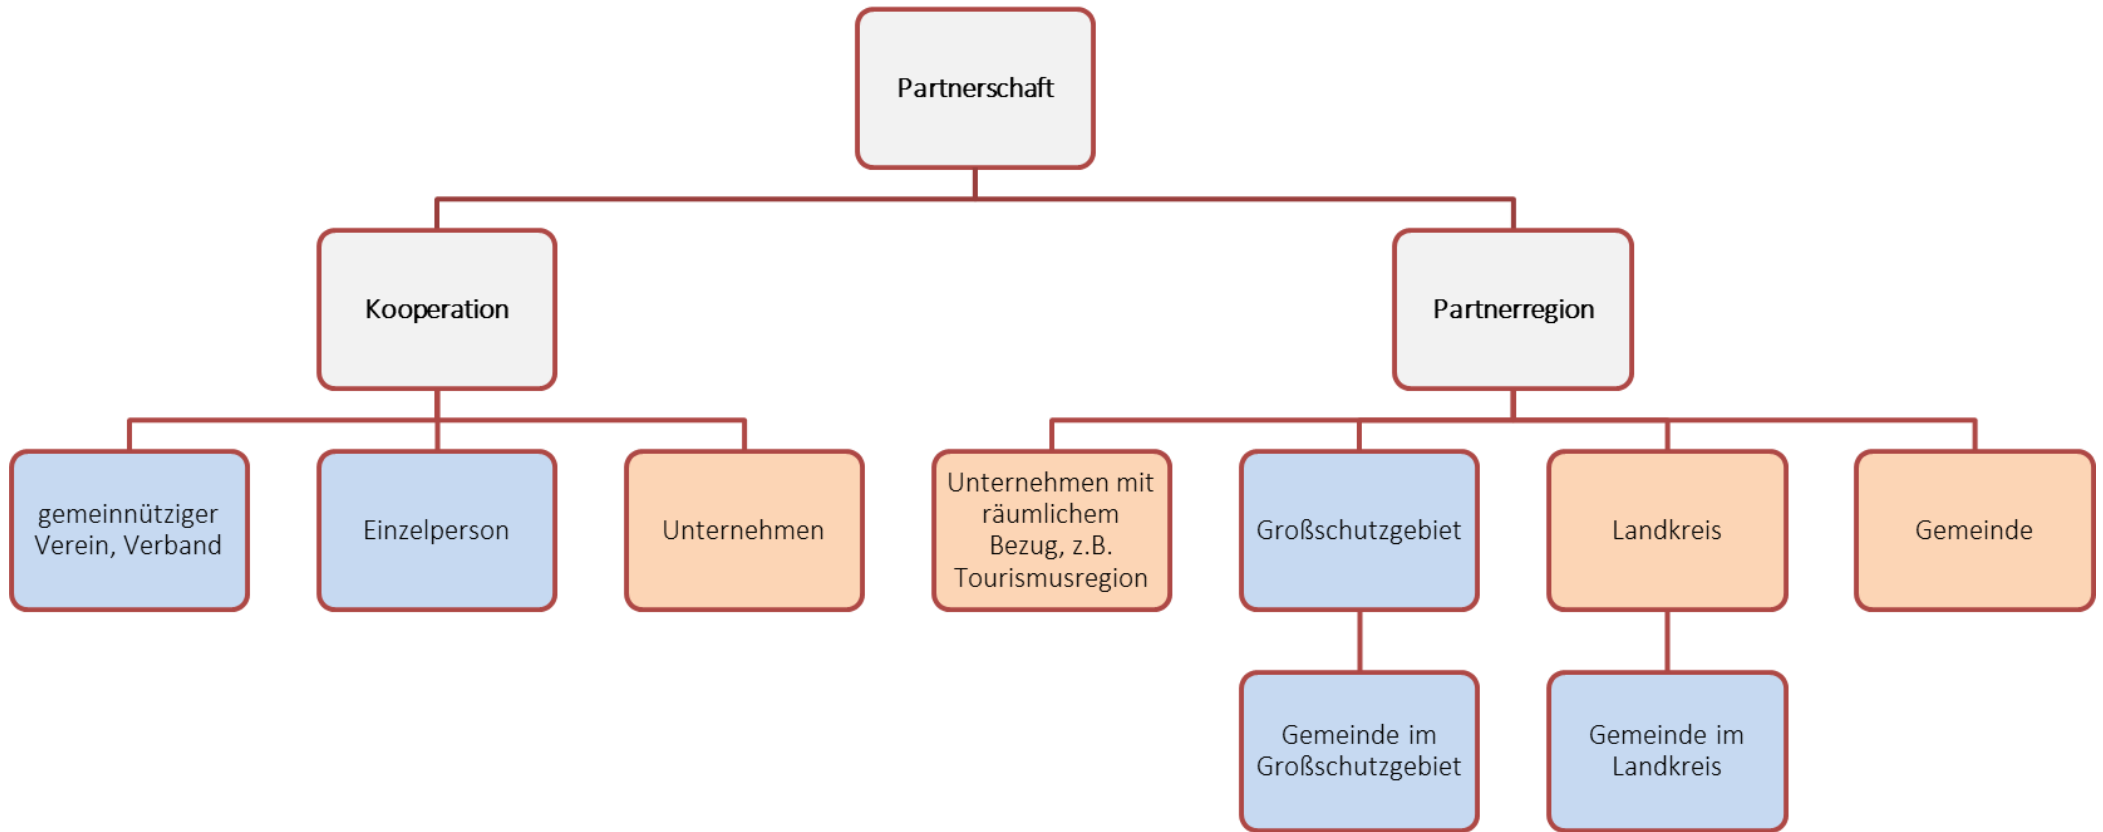 Partnerschaft
Kooperation
Partnerregion
gemeinnütziger
Verein, Verband
Einzelperson
Unternehmen
Unternehmen mit
räumlichem
Bezug, z.B.
Tourismusregion
Großschutzgebiet
Landkreis
Gemeinde
Gemeinde im
Großschutzgebiet
Gemeinde im
Landkreis